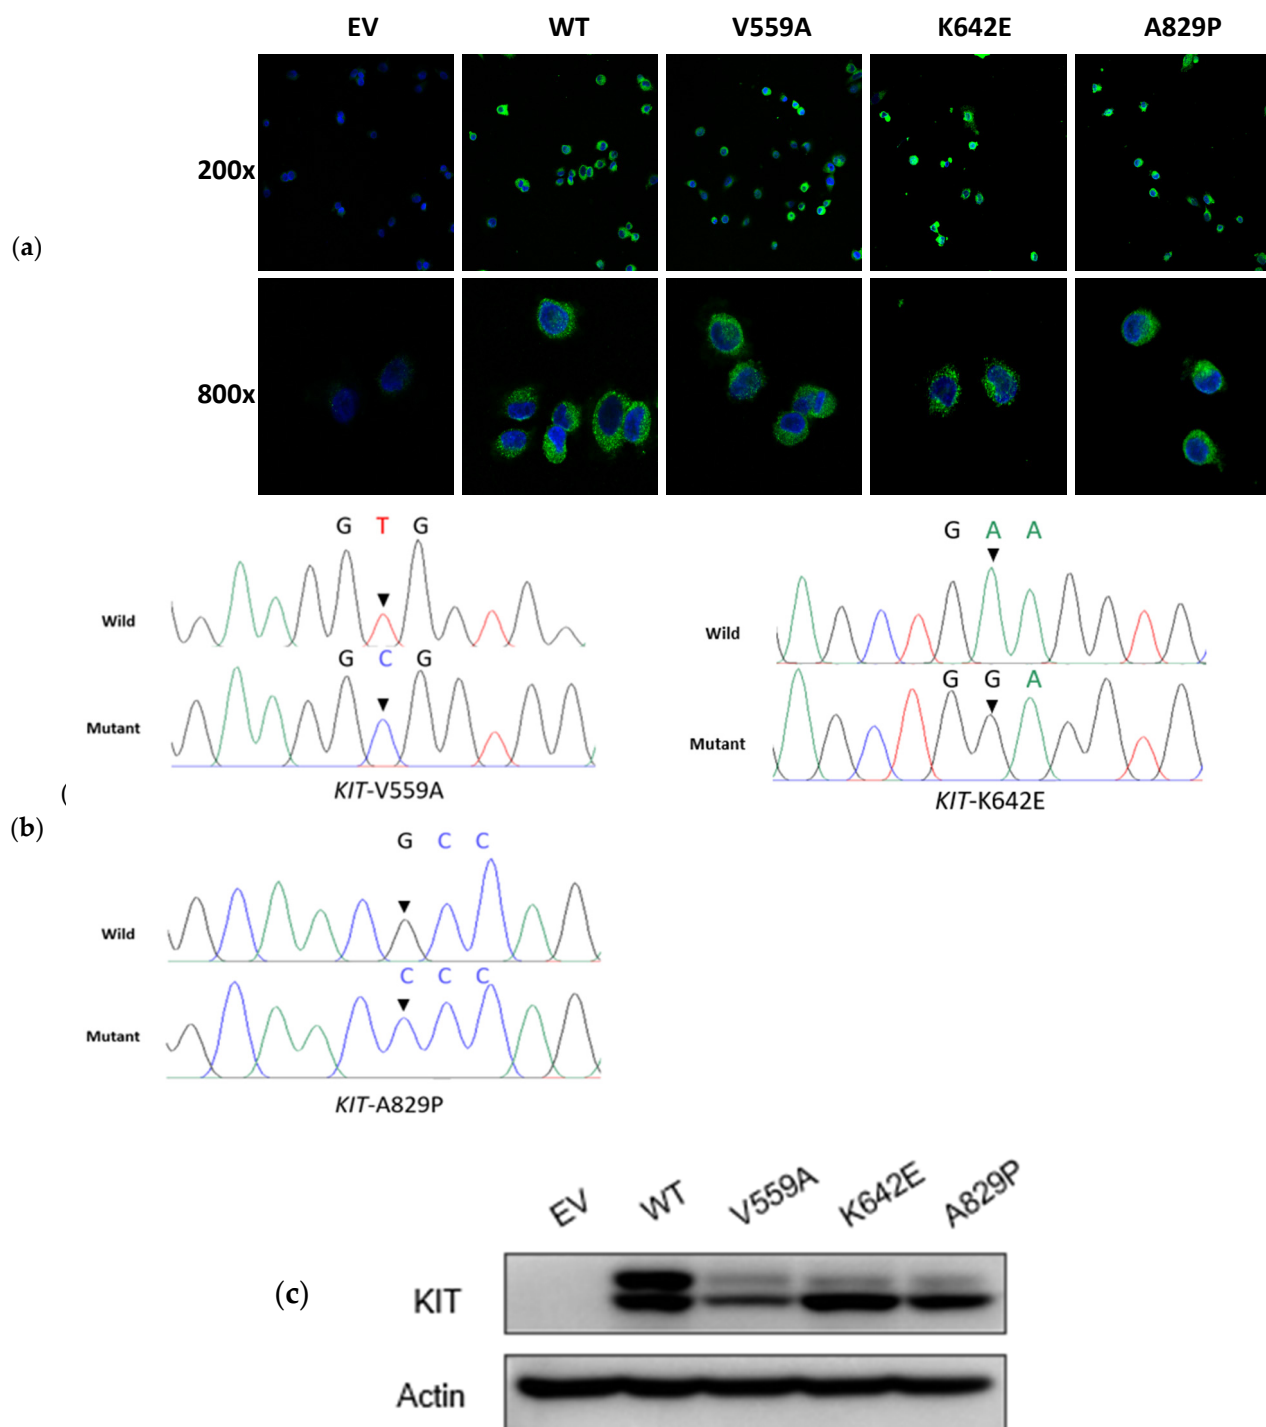 EV WT V559A K642E A829P
200x
(a)
800x
G T G
Wild
G C G
Mutant
KIT-V559A
G A A
Wild
G G A
Mutant
KIT-K642E
(
(b)
G C C
Wild
C C C
Mutant
KIT-A829P
EV WT V559A K642E A829P
(c)
KIT
Actin